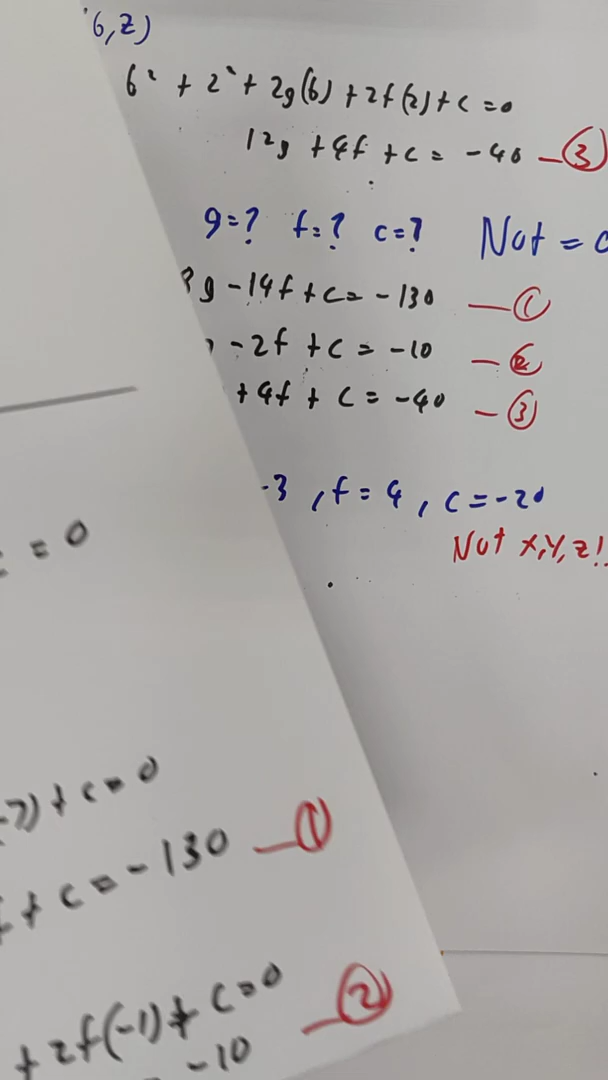 6,2)
6² + 2² + 2g(6) + 2f(2) + c = 0
12g + 4f + c = -40 — ③
g=? f=? c=? Not = 0
g - 14f + c = -130 — ①
- 2f + c = -10 — ②
+ 4f + c = -40 — ③
-3 , f = 4 , c = -20
Not x,y,z!!
= 0
-7) + c = 0
+ c = -130 — ①
+ 2f(-1) + c = 0 — ②
-10